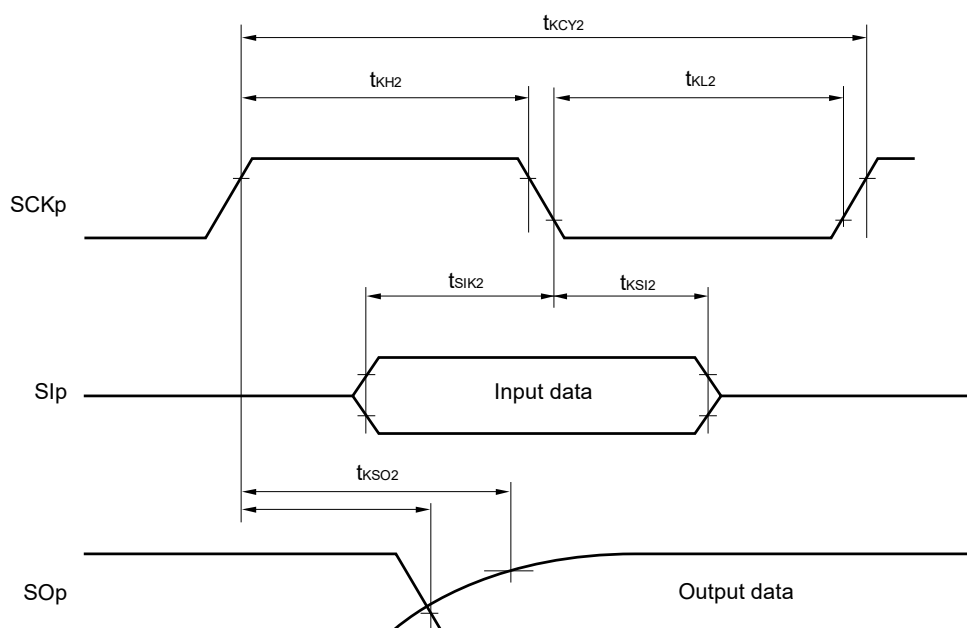 tKCY2
tKH2
tKL2
SCKp
tSIK2
tKSI2
SIp
Input data
tKSO2
SOp
Output data